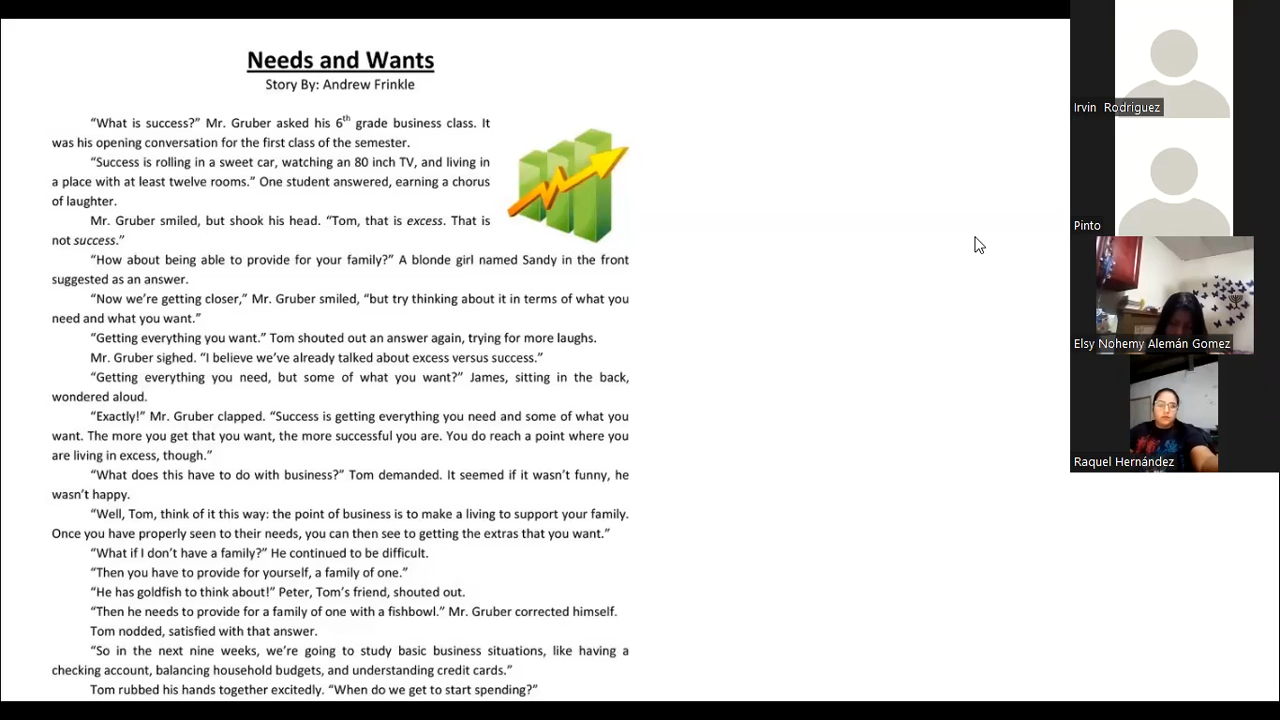 Needs and Wants
Story By: Andrew Frinkle
“What is success?” Mr. Gruber asked his 6th grade business class. It
was his opening conversation for the first class of the semester.
“Success is rolling in a sweet car, watching an 80 inch TV, and living in
a place with at least twelve rooms.” One student answered, earning a chorus
of laughter.
Mr. Gruber smiled, but shook his head. “Tom, that is excess. That is
not success.”
“How about being able to provide for your family?” A blonde girl named Sandy in the front
suggested as an answer.
“Now we’re getting closer,” Mr. Gruber smiled, “but try thinking about it in terms of what you
need and what you want.”
“Getting everything you want.” Tom shouted out an answer again, trying for more laughs.
Mr. Gruber sighed. “I believe we’ve already talked about excess versus success.”
“Getting everything you need, but some of what you want?” James, sitting in the back,
wondered aloud.
“Exactly!” Mr. Gruber clapped. “Success is getting everything you need and some of what you
want. The more you get that you want, the more successful you are. You do reach a point where you
are living in excess, though.”
“What does this have to do with business?” Tom demanded. It seemed if it wasn’t funny, he
wasn’t happy.
“Well, Tom, think of it this way: the point of business is to make a living to support your family.
Once you have properly seen to their needs, you can then see to getting the extras that you want.”
“What if I don’t have a family?” He continued to be difficult.
“Then you have to provide for yourself, a family of one.”
“He has goldfish to think about!” Peter, Tom’s friend, shouted out.
“Then he needs to provide for a family of one with a fishbowl.” Mr. Gruber corrected himself.
Tom nodded, satisfied with that answer.
“So in the next nine weeks, we’re going to study basic business situations, like having a
checking account, balancing household budgets, and understanding credit cards.”
Tom rubbed his hands together excitedly. “When do we get to start spending?”
Irvin Rodriguez
Pinto
Elsy Nohemy Alemán Gomez
Raquel Hernández